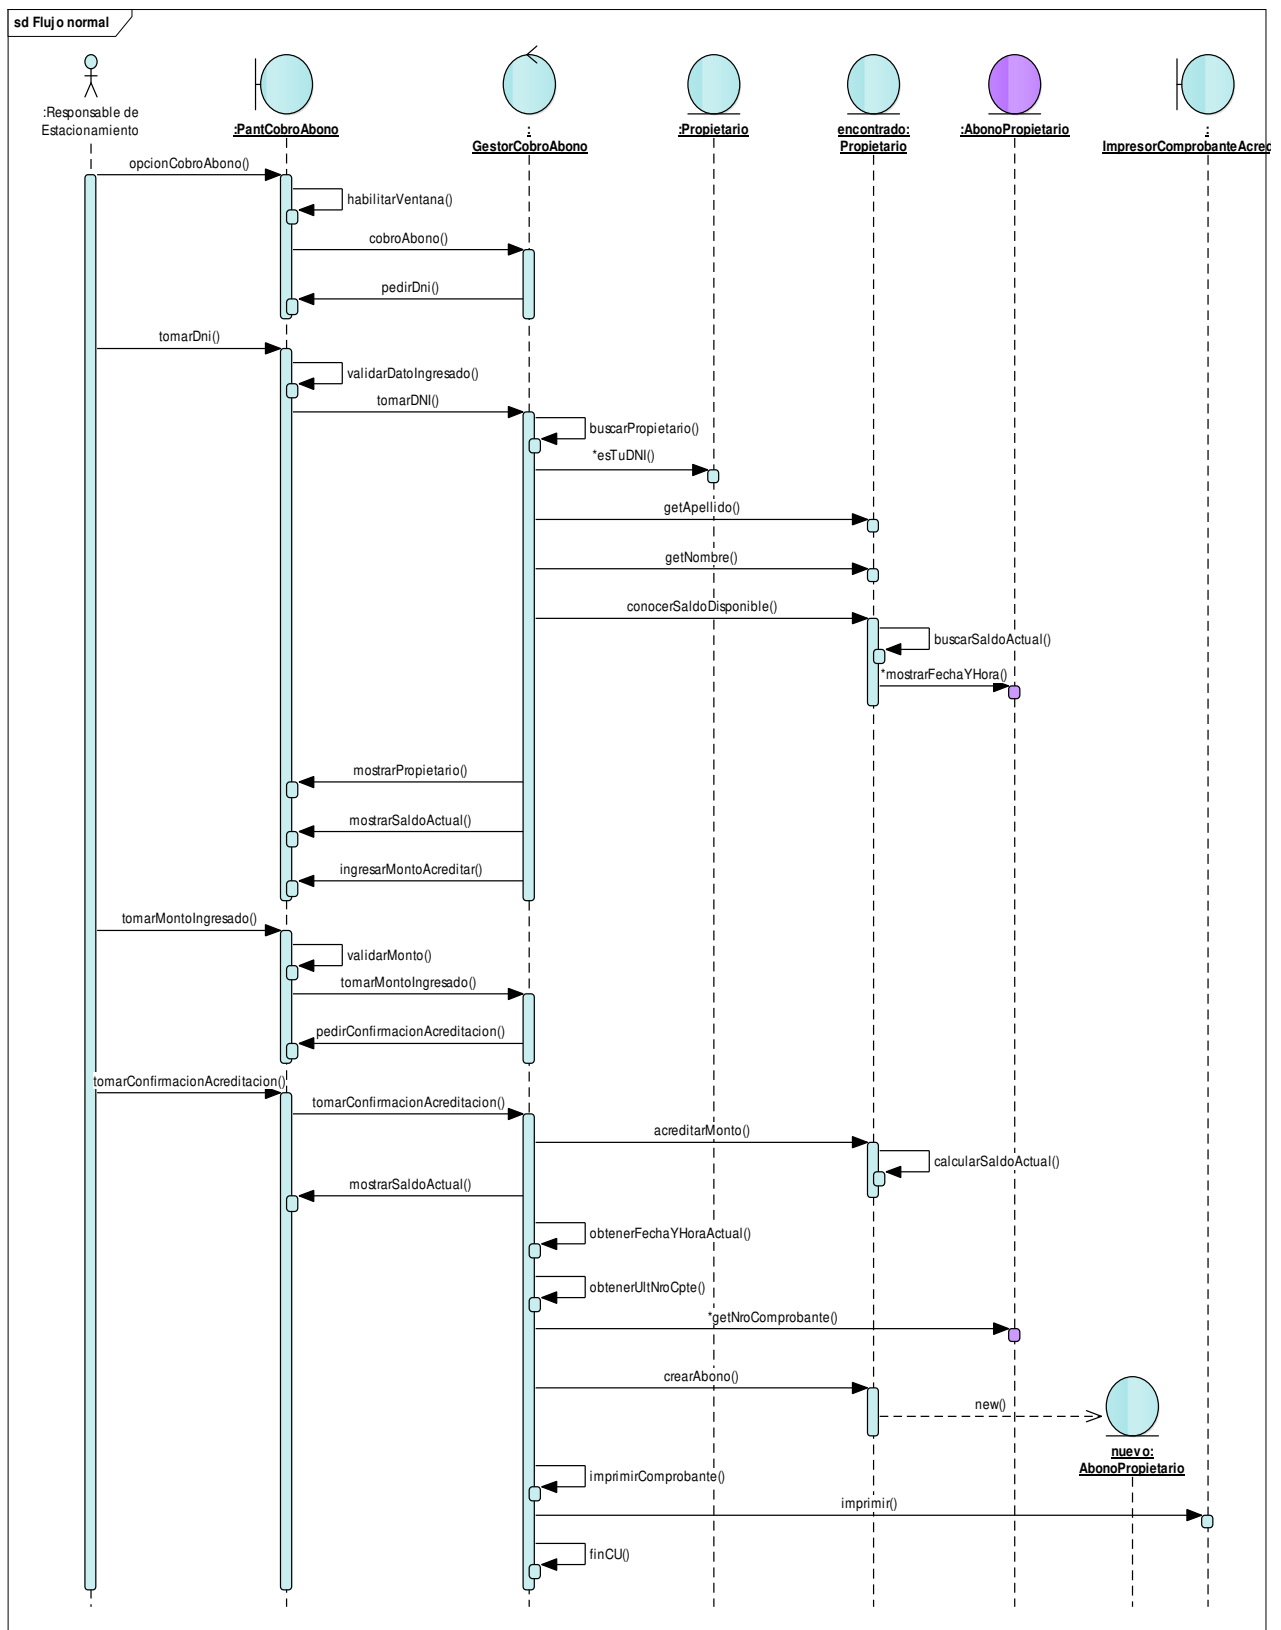 sd Flujo normal
:Responsable de
Estacionamiento
:PantCobroAbono
:
GestorCobroAbono
:Propietario
encontrado:
Propietario
:AbonoPropietario
:
ImpresorComprobanteAcred
opcionCobroAbono()
habilitarVentana()
cobroAbono()
pedirDni()
tomarDni()
validarDatoIngresado()
tomarDNI()
buscarPropietario()
*esTuDNI()
getApellido()
getNombre()
conocerSaldoDisponible()
buscarSaldoActual()
*mostrarFechaYHora()
mostrarPropietario()
mostrarSaldoActual()
ingresarMontoAcreditar()
tomarMontoIngresado()
validarMonto()
tomarMontoIngresado()
pedirConfirmacionAcreditacion()
tomarConfirmacionAcreditacion()
tomarConfirmacionAcreditacion()
acreditarMonto()
calcularSaldoActual()
mostrarSaldoActual()
obtenerFechaYHoraActual()
obtenerUltNroCpte()
*getNroComprobante()
crearAbono()
new()
nuevo:
AbonoPropietario
imprimirComprobante()
imprimir()
finCU()